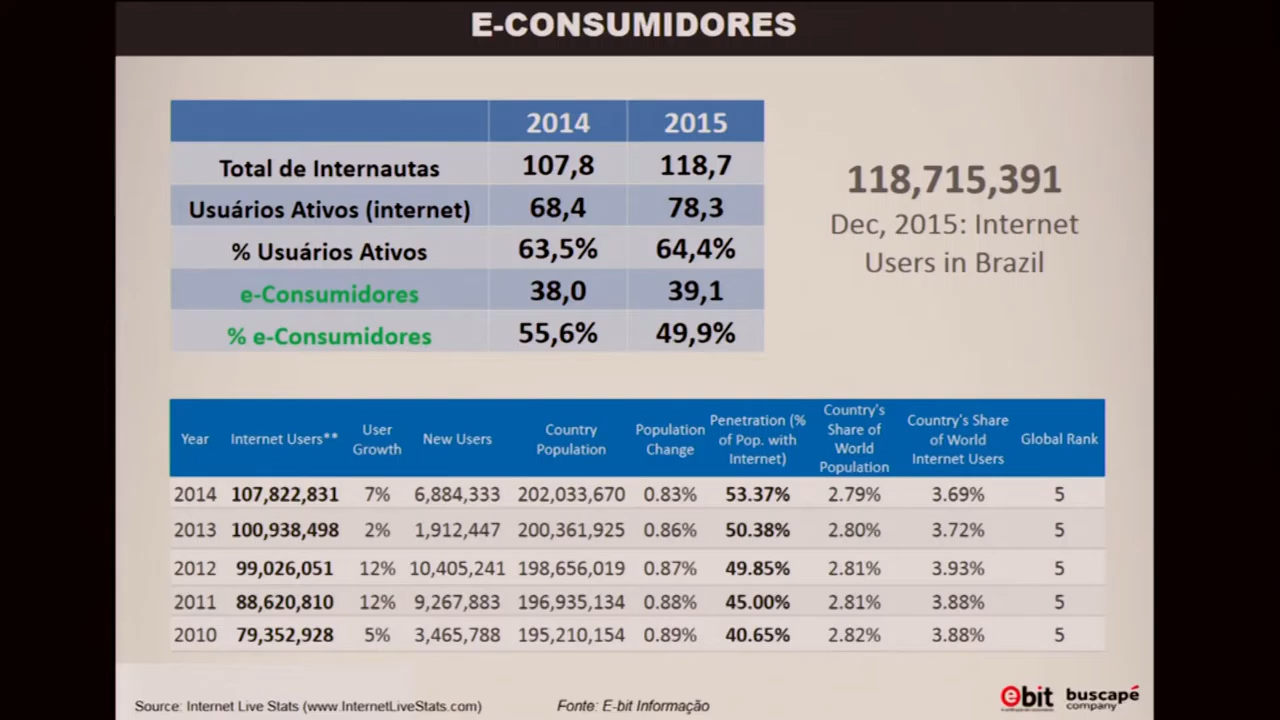 E-CONSUMIDORES
2014 2015
Total de Internautas 107,8 118,7
Usuários Ativos (internet) 68,4 78,3
% Usuários Ativos 63,5% 64,4%
e-Consumidores 38,0 39,1
% e-Consumidores 55,6% 49,9%
118,715,391
Dec, 2015: Internet
Users in Brazil
Year Internet Users** User Growth New Users Country Population Population Change Penetration (% of Pop. with Internet) Country's Share of World Population Country's Share of World Internet Users Global Rank
2014 107,822,831 7% 6,884,333 202,033,670 0.83% 53.37% 2.79% 3.69% 5
2013 100,938,498 2% 1,912,447 200,361,925 0.86% 50.38% 2.80% 3.72% 5
2012 99,026,051 12% 10,405,241 198,656,019 0.87% 49.85% 2.81% 3.93% 5
2011 88,620,810 12% 9,267,883 196,935,134 0.88% 45.00% 2.81% 3.88% 5
2010 79,352,928 5% 3,465,788 195,210,154 0.89% 40.65% 2.82% 3.88% 5
Source: Internet Live Stats (www.InternetLiveStats.com)
Fonte: E-bit Informação
ebit
buscapé
company